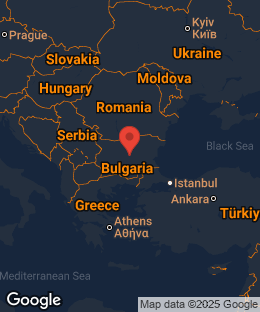 Kyiv
Київ
Prague
Ukraine
Slovakia
Moldova
Hungary
Romania
Serbia
Black Sea
Bulgaria
Istanbul
Ankara
Greece
Türkiy
Athens
Αθήνα
Mediterranean Sea
Google
Map data ©2025 Google